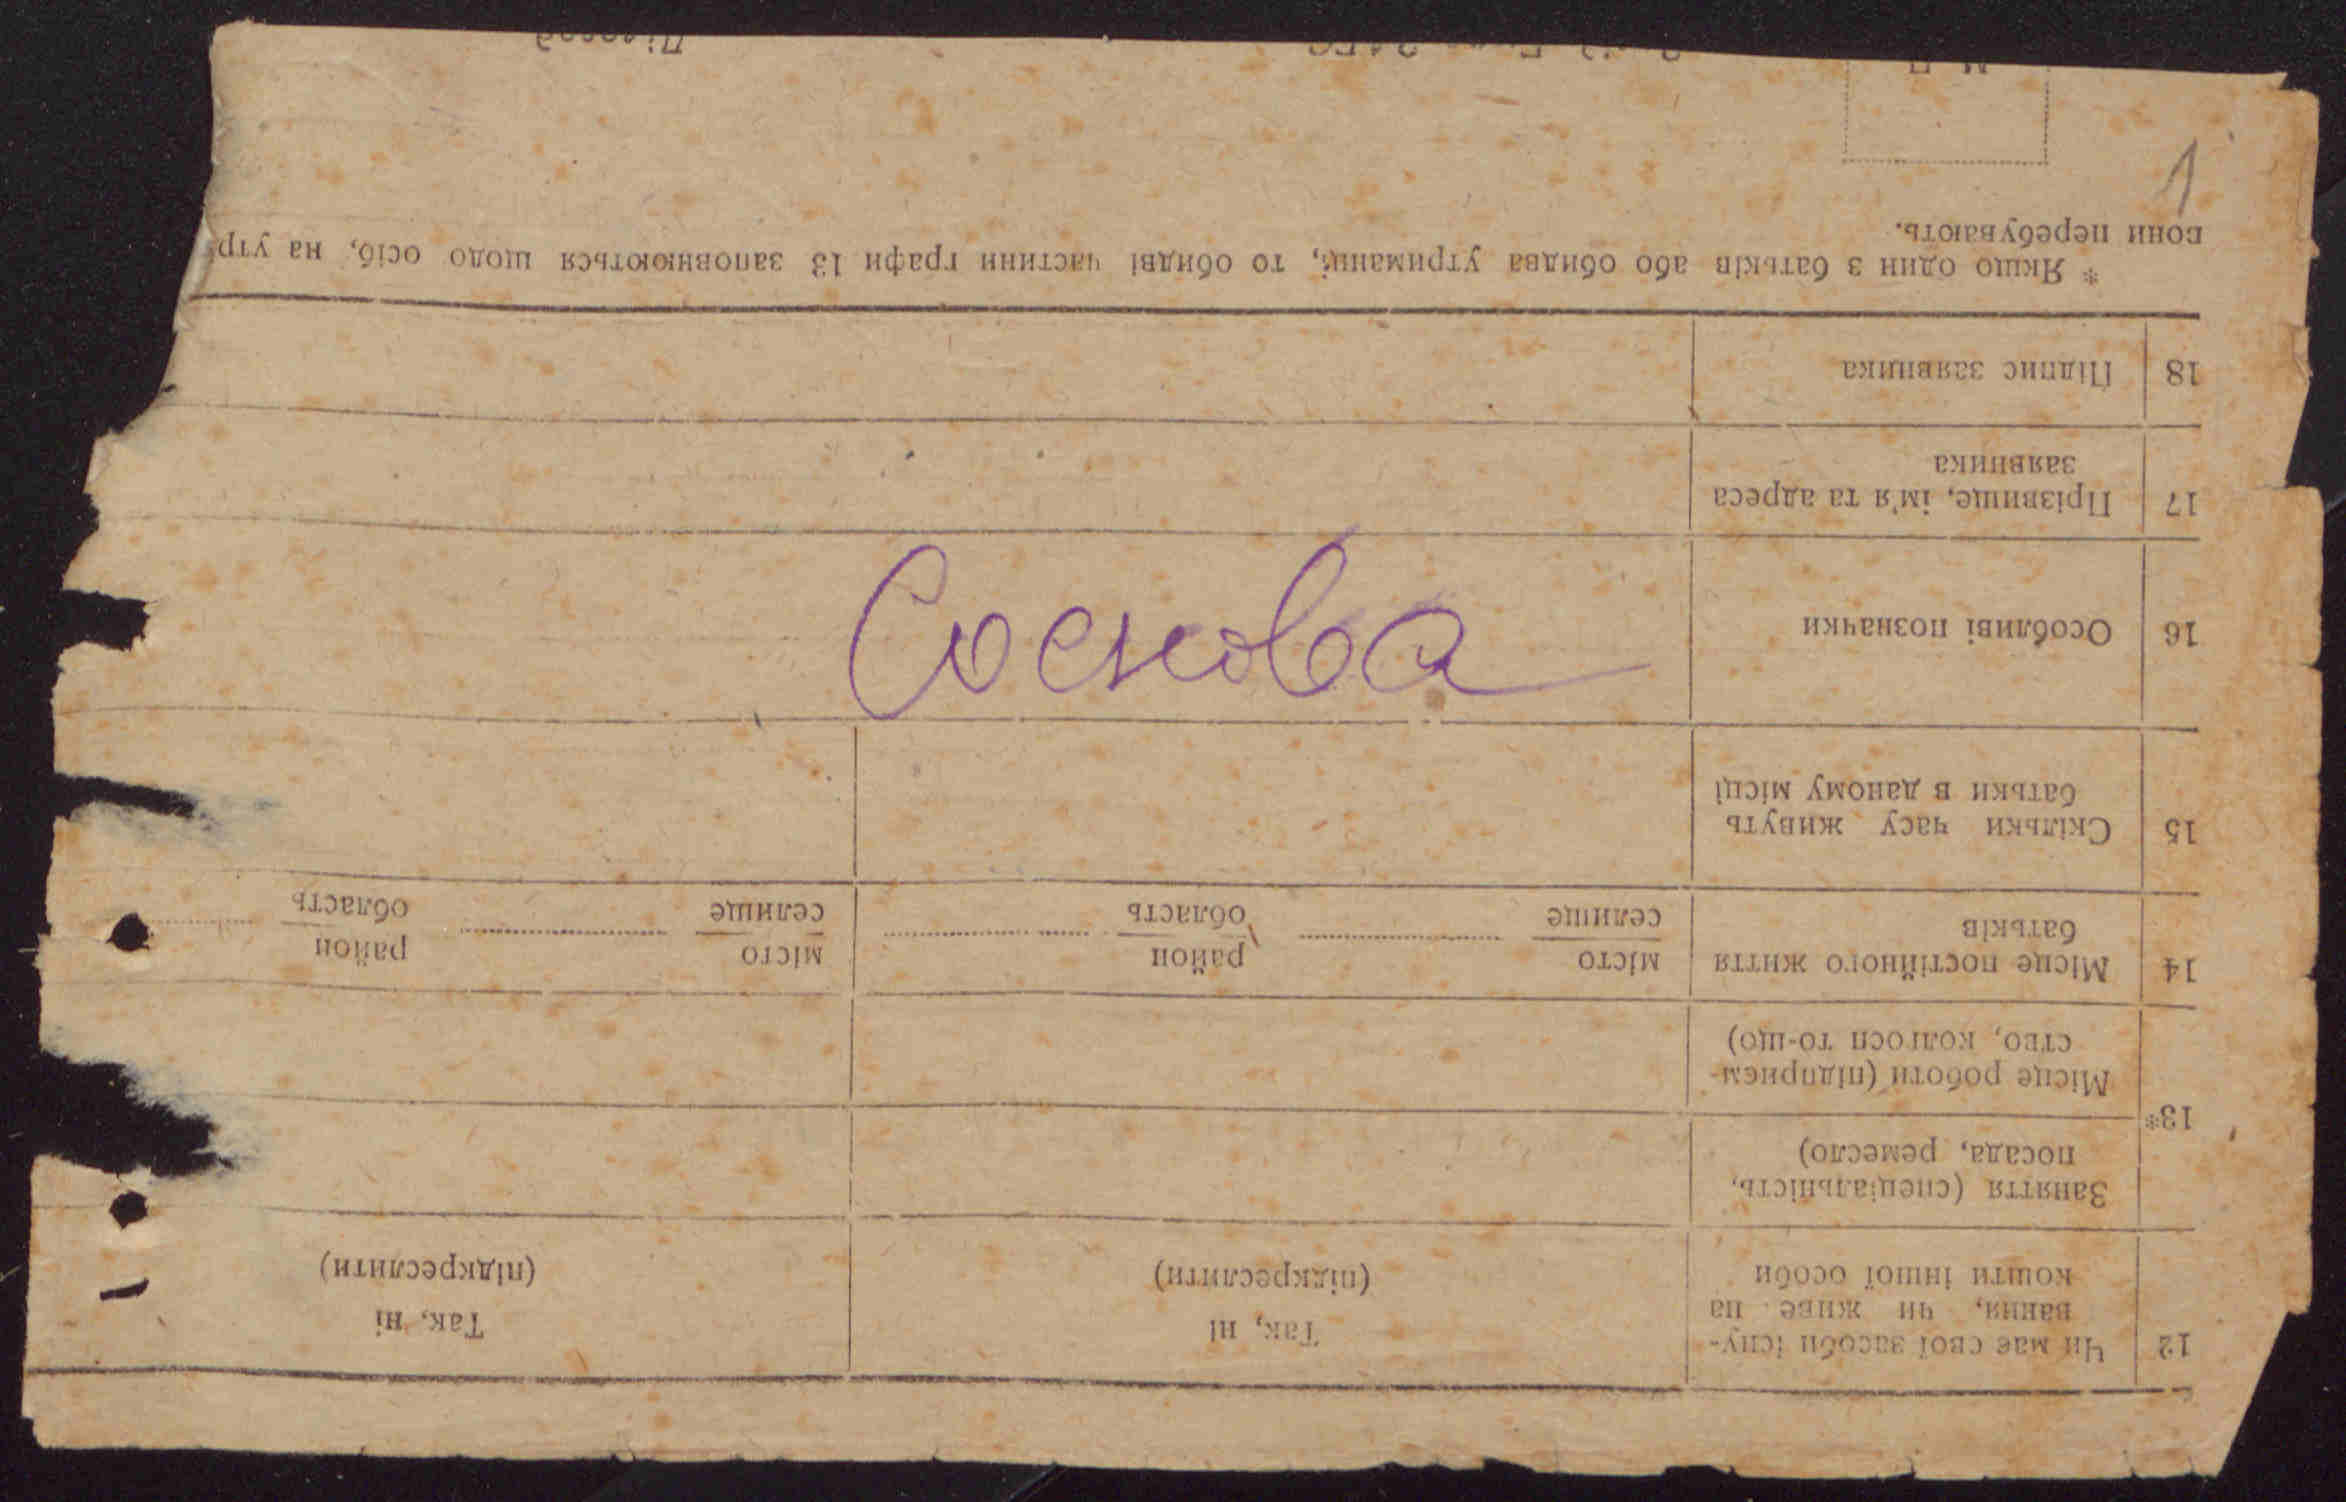 12 Чи має свої засоби існу-
вання, чи живе на
кошти іншої особи
Так, ні
(підкреслити)
Так, ні
(підкреслити)
13*
Заняття (спеціальність,
посада, ремесло)
Місце роботи (підприєм-
ство, колгосп то-що)
14 Місце постійного життя
батьків
місто
селище
район
область
місто
селище
район
область
15 Скільки часу живуть
батьки в даному місці
16 Особливі позначки
Соснова
17 Прізвище, ім'я та адреса
заявника
18 Підпис заявника
* Якщо один з батьків або обидва утриманці, то обидві частини графи 13 заповнюються щодо осіб, на утр
вони перебувають.
1
М П